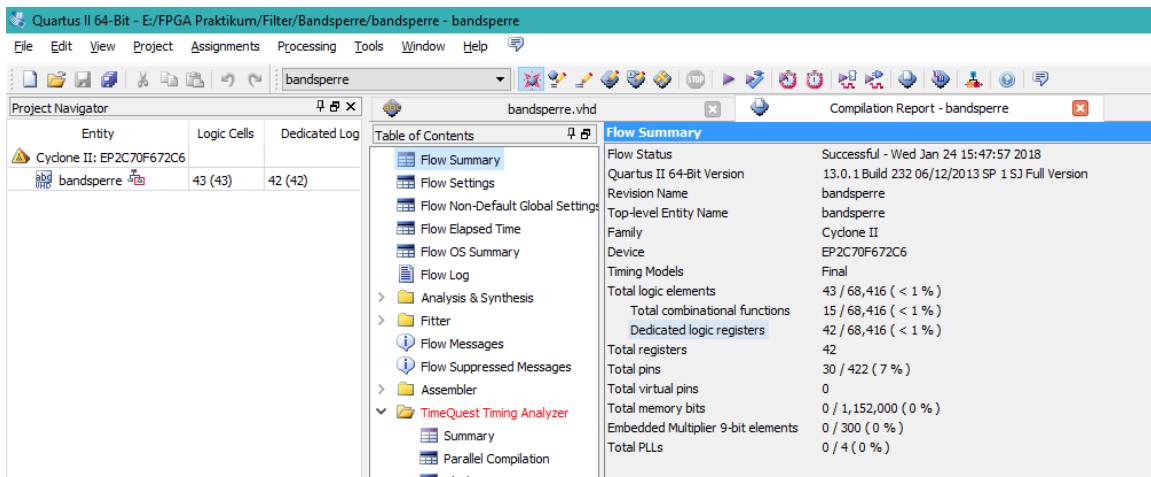 Quartus II 64-Bit - E:/FPGA Praktikum/Filter/Bandsperre/bandsperre - bandsperre
File Edit View Project Assignments Processing Tools Window Help
bandsperre
STOP
Project Navigator
Entity Logic Cells Dedicated Log
Cyclone II: EP2C70F672C6
abd VHD bandsperre 43 (43) 42 (42)
bandsperre.vhd
Compilation Report - bandsperre
Table of Contents
Flow Summary
Flow Settings
Flow Non-Default Global Settings
Flow Elapsed Time
Flow OS Summary
Flow Log
Analysis & Synthesis
Fitter
Flow Messages
Flow Suppressed Messages
Assembler
TimeQuest Timing Analyzer
Summary
Parallel Compilation
Flow Summary
Flow Status Successful - Wed Jan 24 15:47:57 2018
Quartus II 64-Bit Version 13.0.1 Build 232 06/12/2013 SP 1 SJ Full Version
Revision Name bandsperre
Top-level Entity Name bandsperre
Family Cyclone II
Device EP2C70F672C6
Timing Models Final
Total logic elements 43 / 68,416 ( < 1 % )
Total combinational functions 15 / 68,416 ( < 1 % )
Dedicated logic registers 42 / 68,416 ( < 1 % )
Total registers 42
Total pins 30 / 422 ( 7 % )
Total virtual pins 0
Total memory bits 0 / 1,152,000 ( 0 % )
Embedded Multiplier 9-bit elements 0 / 300 ( 0 % )
Total PLLs 0 / 4 ( 0 % )